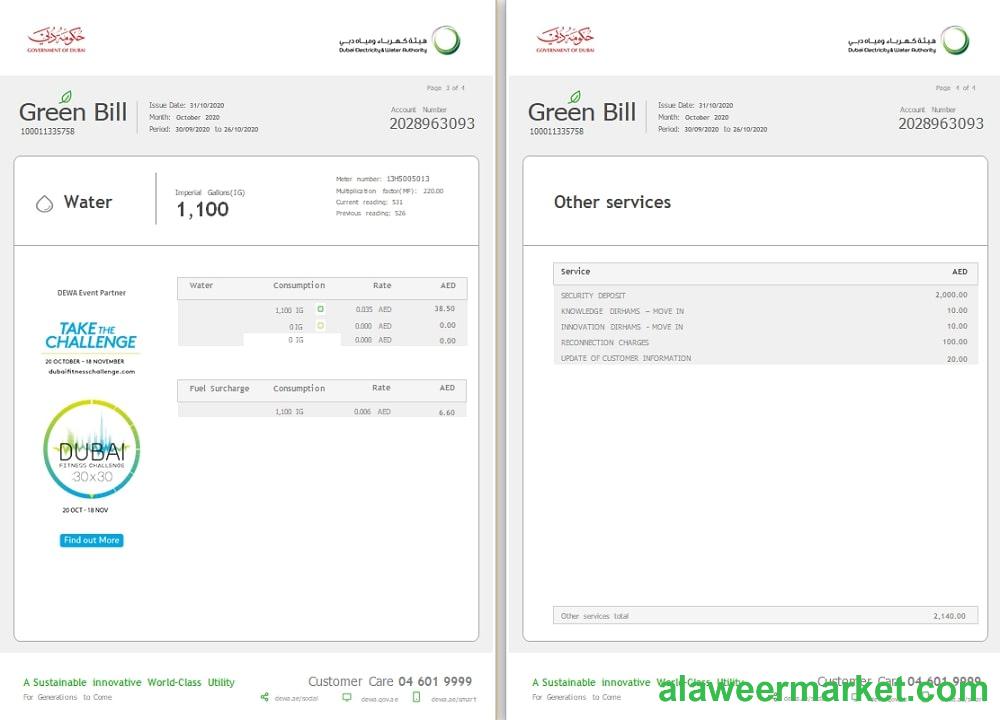 حكومة دبي
GOVERNMENT OF DUBAI
هيئة كهرباء ومياه دبي
Dubai Electricity & Water Authority
Page 3 of 4
Green Bill
100011335758
Issue Date: 31/10/2020
Month: October 2020
Period: 30/09/2020 to 26/10/2020
Account Number
2028963093
Water
Imperial Gallons(IG)
1,100
Meter number: 13HS005013
Multiplication factor(MF): 220.00
Current reading: 531
Previous reading: 526
DEWA Event Partner
TAKE THE
CHALLENGE
20 OCTOBER - 18 NOVEMBER
dubaifitnesschallenge.com
DUBAI
FITNESS CHALLENGE
30x30
20 OCT - 18 NOV
Find out More
Water Consumption Rate AED
1,100 IG 0.035 AED 38.50
0 IG 0.000 AED 0.00
0 IG 0.000 AED 0.00
Fuel Surcharge Consumption Rate AED
1,100 IG 0.006 AED 6.60
A Sustainable innovative World-Class Utility
For Generations to Come
Customer Care 04 601 9999
dewa.ae/social dewa.gov.ae dewa.ae/smart
حكومة دبي
GOVERNMENT OF DUBAI
هيئة كهرباء ومياه دبي
Dubai Electricity & Water Authority
Page 4 of 4
Green Bill
100011335758
Issue Date: 31/10/2020
Month: October 2020
Period: 30/09/2020 to 26/10/2020
Account Number
2028963093
Other services
Service AED
SECURITY DEPOSIT 2,000.00
KNOWLEDGE DIRHAMS – MOVE IN 10.00
INNOVATION DIRHAMS - MOVE IN 10.00
RECONNECTION CHARGES 100.00
UPDATE OF CUSTOMER INFORMATION 20.00
Other services total 2,140.00
A Sustainable innovative World-Class Utility
For Generations to Come
Customer Care 04 601 9999
alaweermarket.com